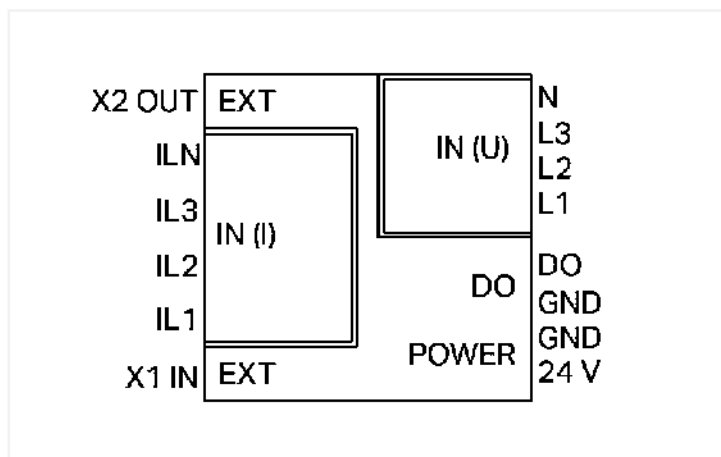 X2 OUT EXT
N
L3
L2
L1
IN (U)
ILN
IL3
IL2
IL1
IN (I)
DO DO
GND
GND
POWER
24 V
X1 IN EXT